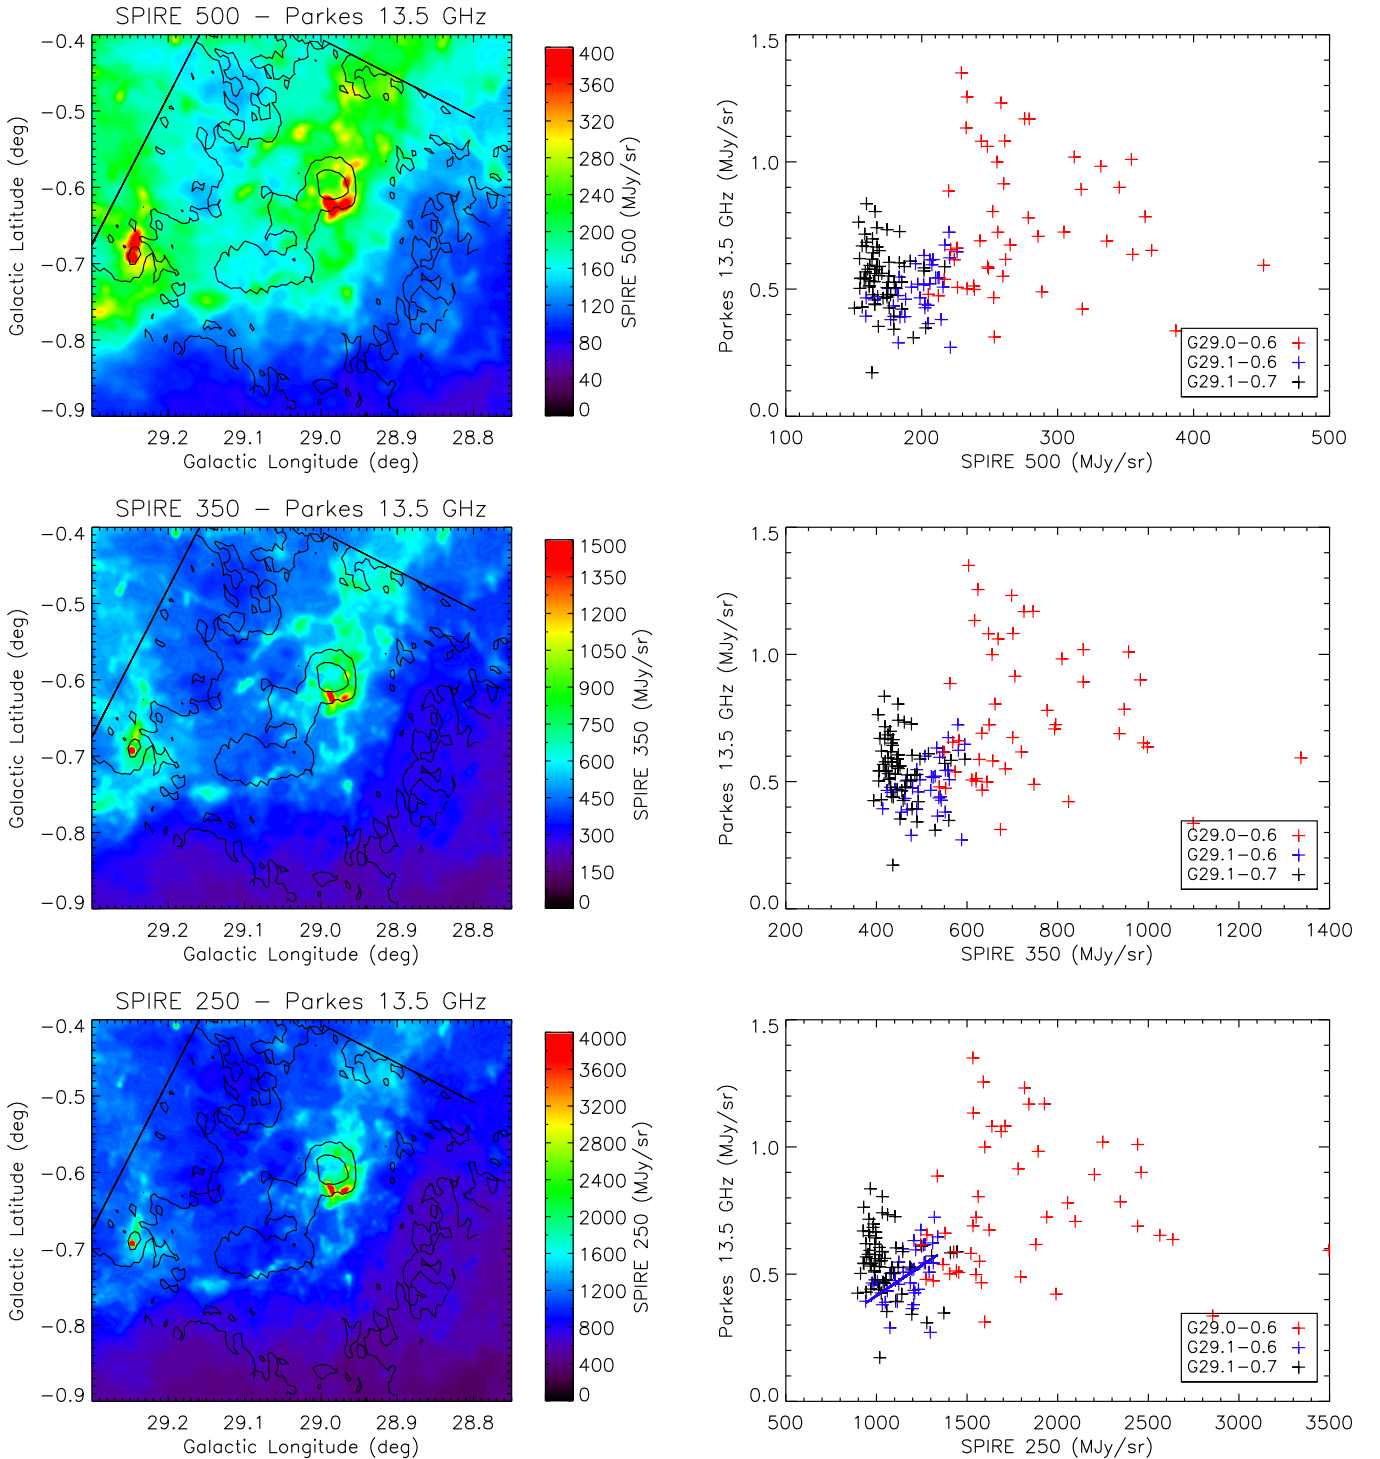 SPIRE 500 − Parkes 13.5 GHz
−0.4
−0.5
−0.6
−0.7
−0.8
−0.9
Galactic Latitude (deg)
29.2 29.1 29.0 28.9 28.8
Galactic Longitude (deg)
400
360
320
280
240
200
160
120
80
40
0
SPIRE 500 (MJy/sr)
1.5
1.0
0.5
0.0
Parkes 13.5 GHz (MJy/sr)
100 200 300 400 500
SPIRE 500 (MJy/sr)
G29.0−0.6
G29.1−0.6
G29.1−0.7
SPIRE 350 − Parkes 13.5 GHz
−0.4
−0.5
−0.6
−0.7
−0.8
−0.9
Galactic Latitude (deg)
29.2 29.1 29.0 28.9 28.8
Galactic Longitude (deg)
1500
1350
1200
1050
900
750
600
450
300
150
0
SPIRE 350 (MJy/sr)
1.5
1.0
0.5
0.0
Parkes 13.5 GHz (MJy/sr)
200 400 600 800 1000 1200 1400
SPIRE 350 (MJy/sr)
G29.0−0.6
G29.1−0.6
G29.1−0.7
SPIRE 250 − Parkes 13.5 GHz
−0.4
−0.5
−0.6
−0.7
−0.8
−0.9
Galactic Latitude (deg)
29.2 29.1 29.0 28.9 28.8
Galactic Longitude (deg)
4000
3600
3200
2800
2400
2000
1600
1200
800
400
0
SPIRE 250 (MJy/sr)
1.5
1.0
0.5
0.0
Parkes 13.5 GHz (MJy/sr)
500 1000 1500 2000 2500 3000 3500
SPIRE 250 (MJy/sr)
G29.0−0.6
G29.1−0.6
G29.1−0.7